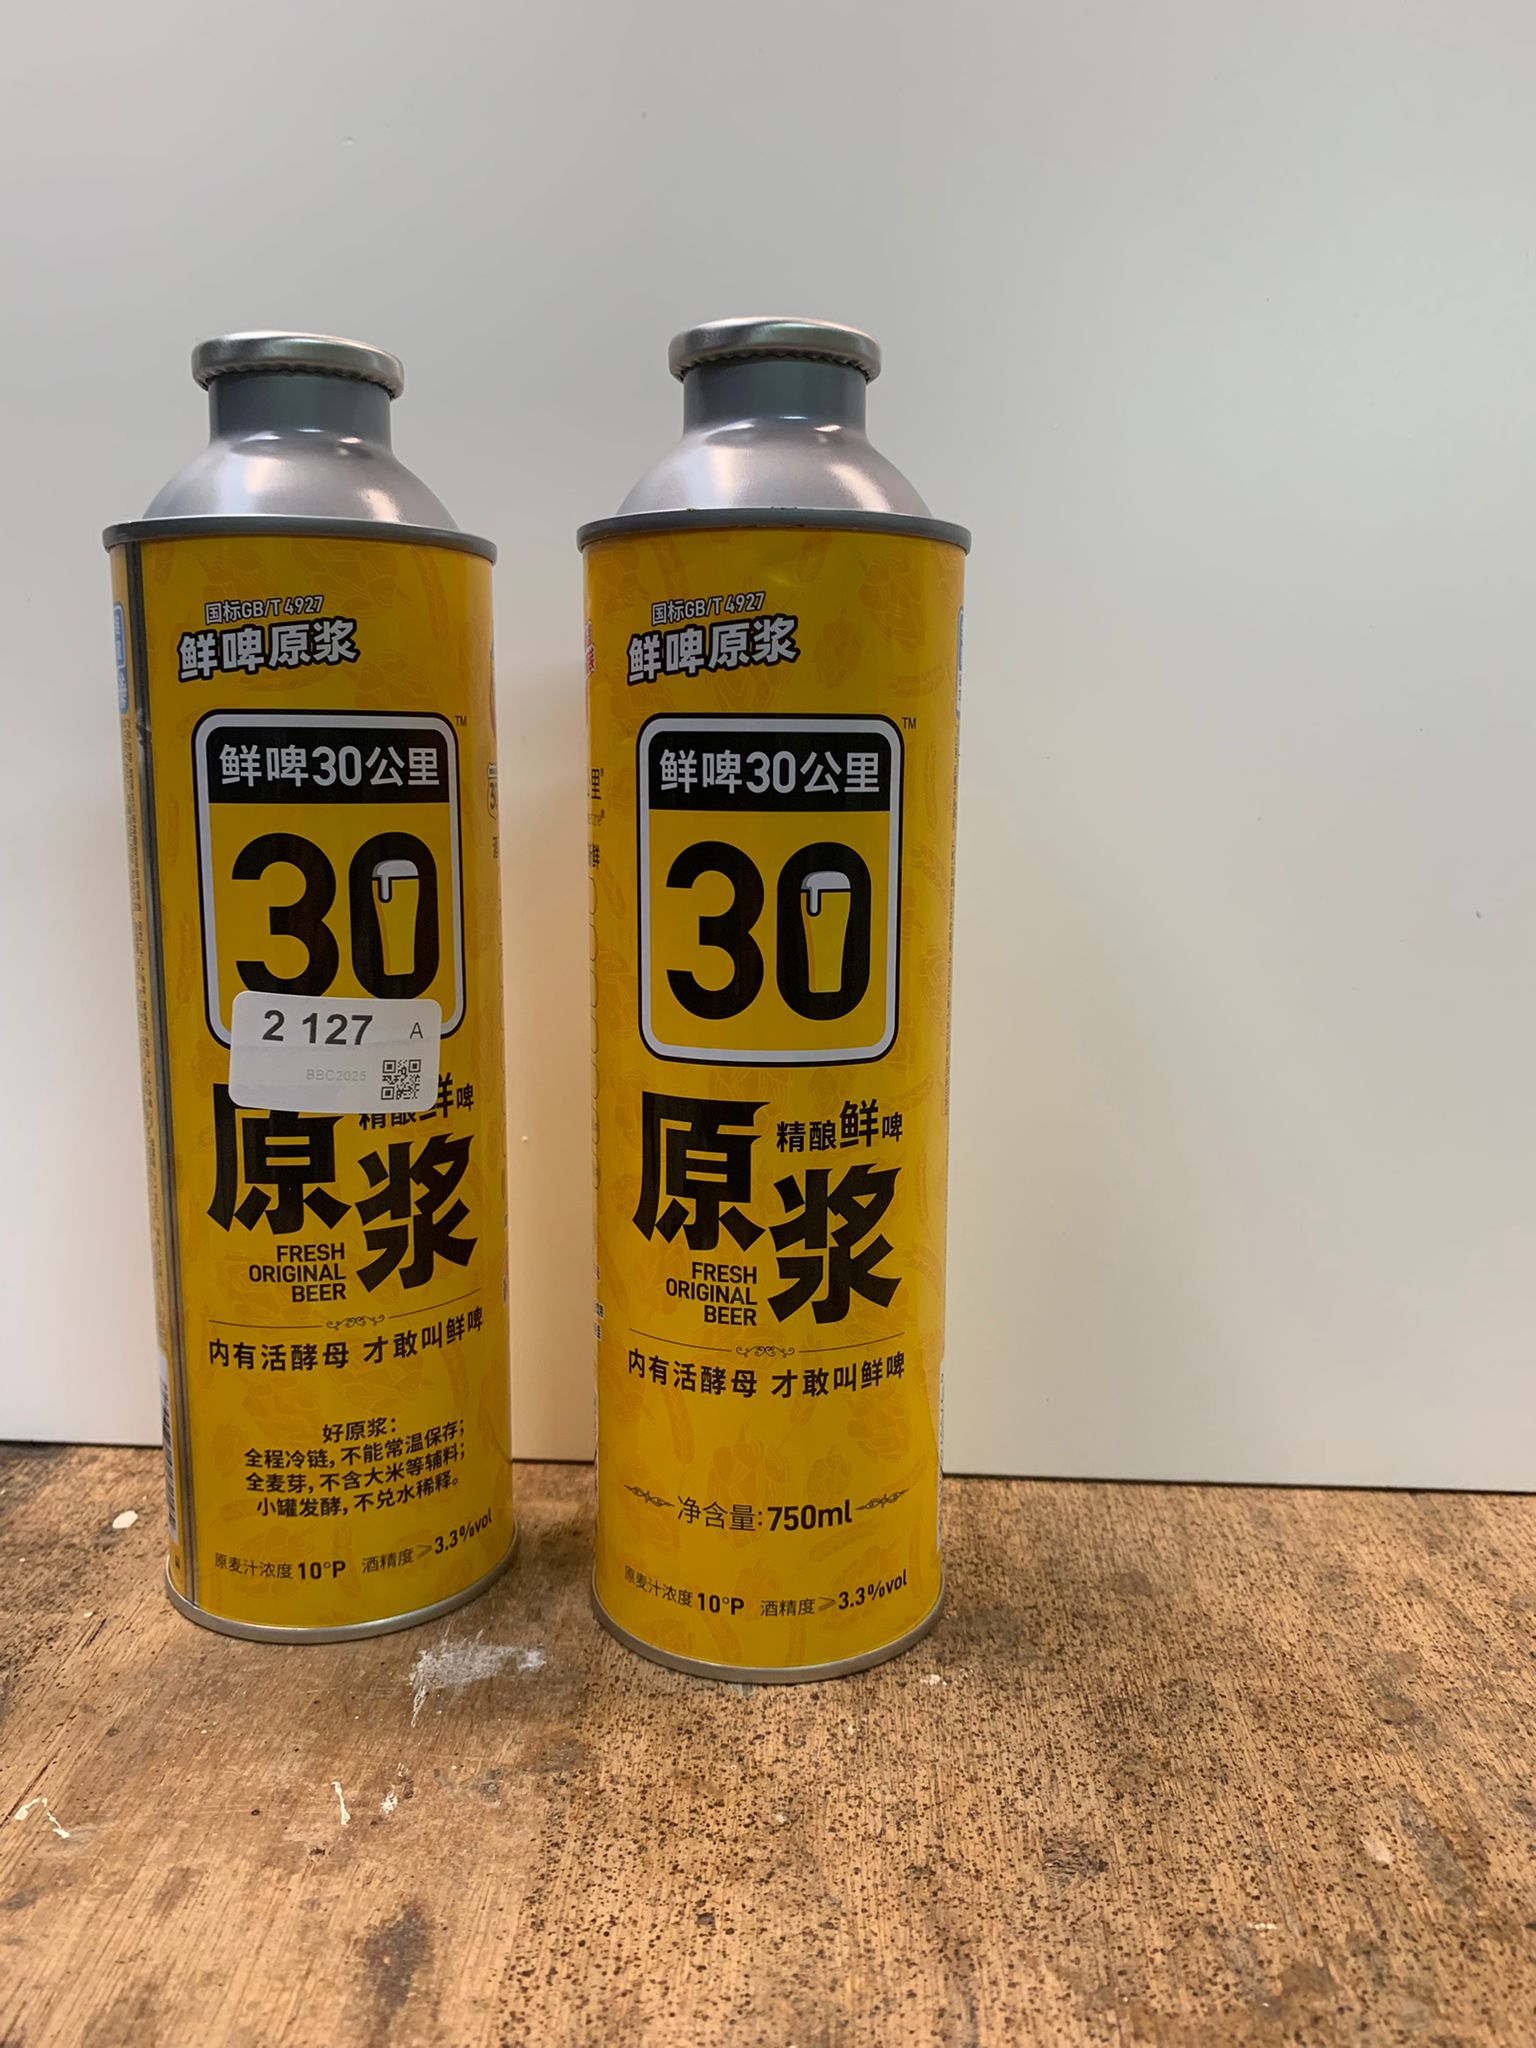 国标GB/T 4927
鲜啤原浆
TM
鲜啤30公里
30
2 127 A
BBC2025
精酿鲜啤
原浆
FRESH
ORIGINAL
BEER
内有活酵母 才敢叫鲜啤
好原浆：
全程冷链，不能常温保存；
全麦芽，不含大米等辅料；
小罐发酵，不兑水稀释。
原麦汁浓度 10°P 酒精度≥3.3%vol
国标GB/T 4927
鲜啤原浆
TM
鲜啤30公里
30
精酿鲜啤
原浆
FRESH
ORIGINAL
BEER
内有活酵母 才敢叫鲜啤
净含量：750ml
原麦汁浓度 10°P 酒精度≥3.3%vol